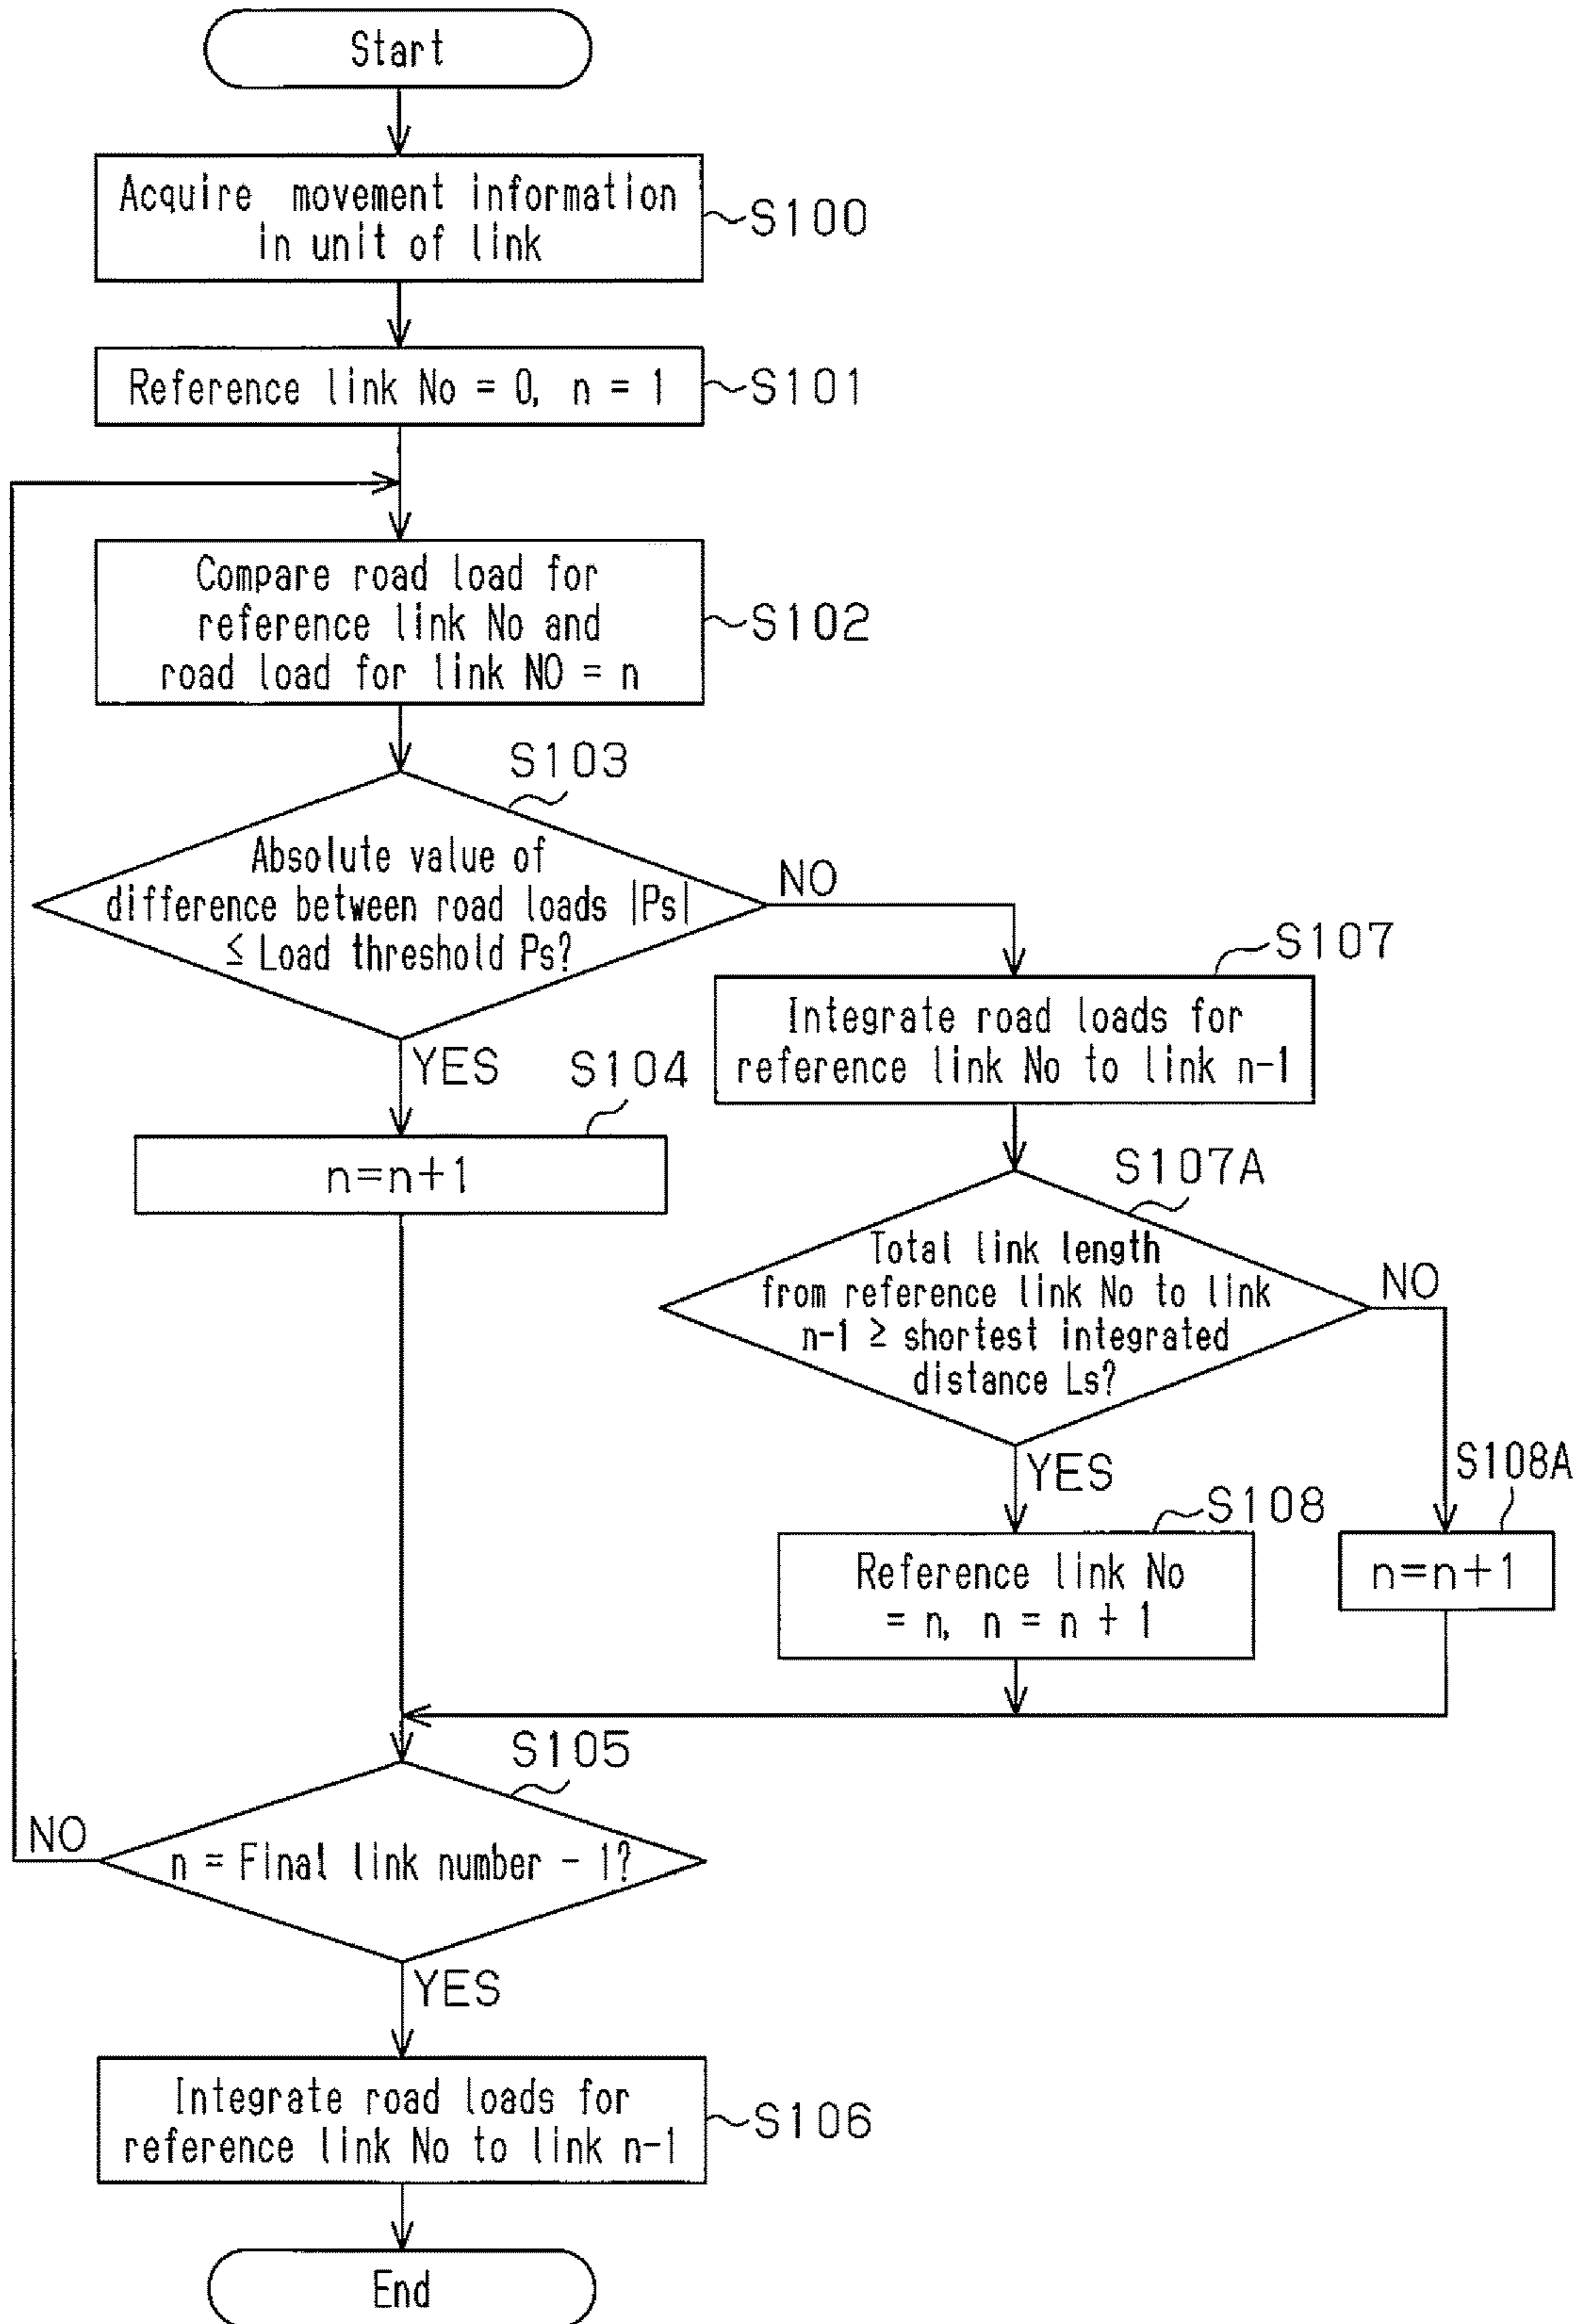 Start
Acquire movement information
in unit of link
S100
Reference link No = 0, n = 1
S101
Compare road load for
reference link No and
road load for link NO = n
S102
S103
Absolute value of
difference between road loads |Ps|
≤ Load threshold Ps?
NO
YES
S104
n=n+1
S107
Integrate road loads for
reference link No to link n-1
S107A
Total link length
from reference link No to link
n-1 ≥ shortest integrated
distance Ls?
NO
YES
S108
Reference link No
= n, n = n + 1
S108A
n=n+1
S105
n = Final link number - 1?
NO
YES
Integrate road loads for
reference link No to link n-1
S106
End